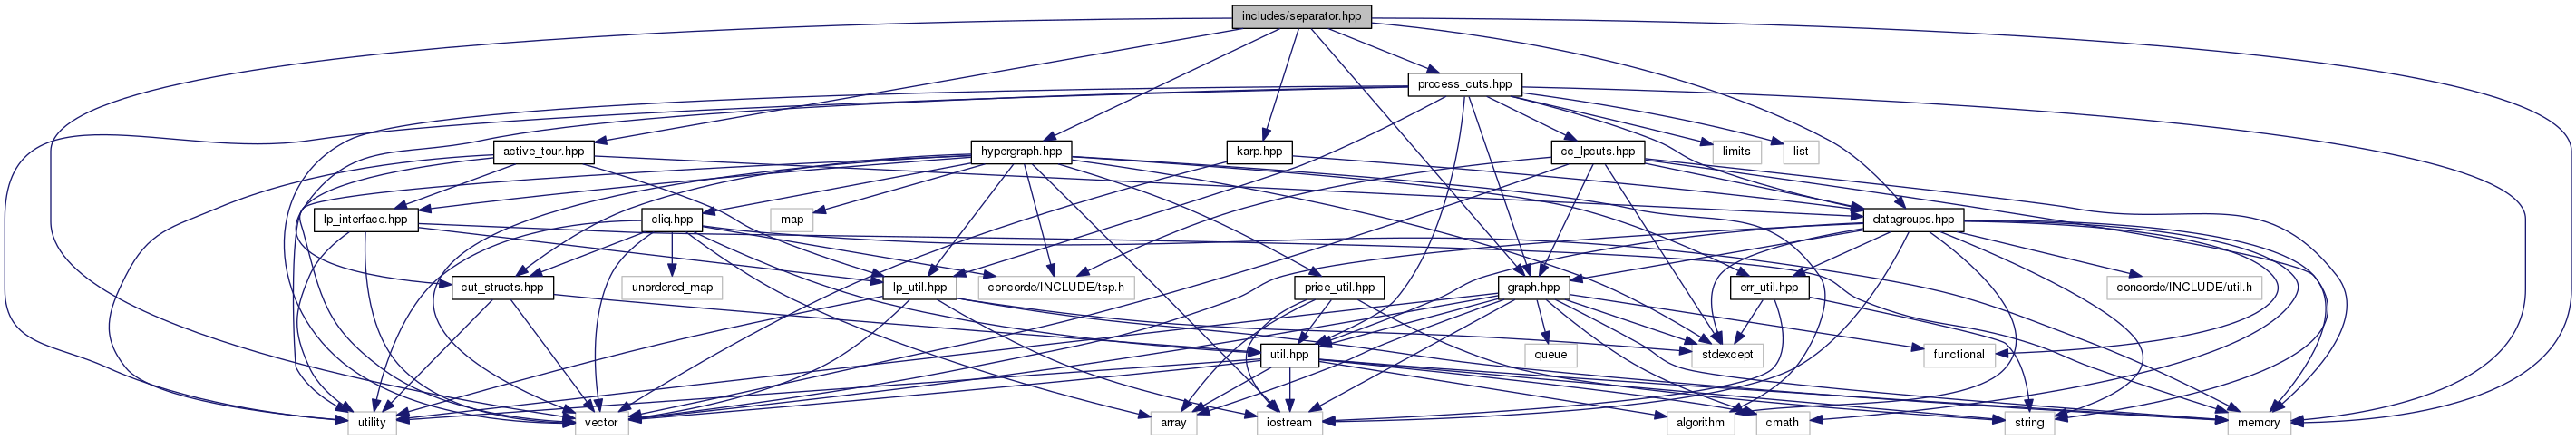 includes/separator.hpp
process_cuts.hpp
active_tour.hpp
hypergraph.hpp
karp.hpp
cc_lpcuts.hpp
limits
list
lp_interface.hpp
cliq.hpp
map
datagroups.hpp
cut_structs.hpp
unordered_map
lp_util.hpp
concorde/INCLUDE/tsp.h
price_util.hpp
graph.hpp
err_util.hpp
concorde/INCLUDE/util.h
util.hpp
queue
stdexcept
functional
utility
vector
array
iostream
algorithm
cmath
string
memory